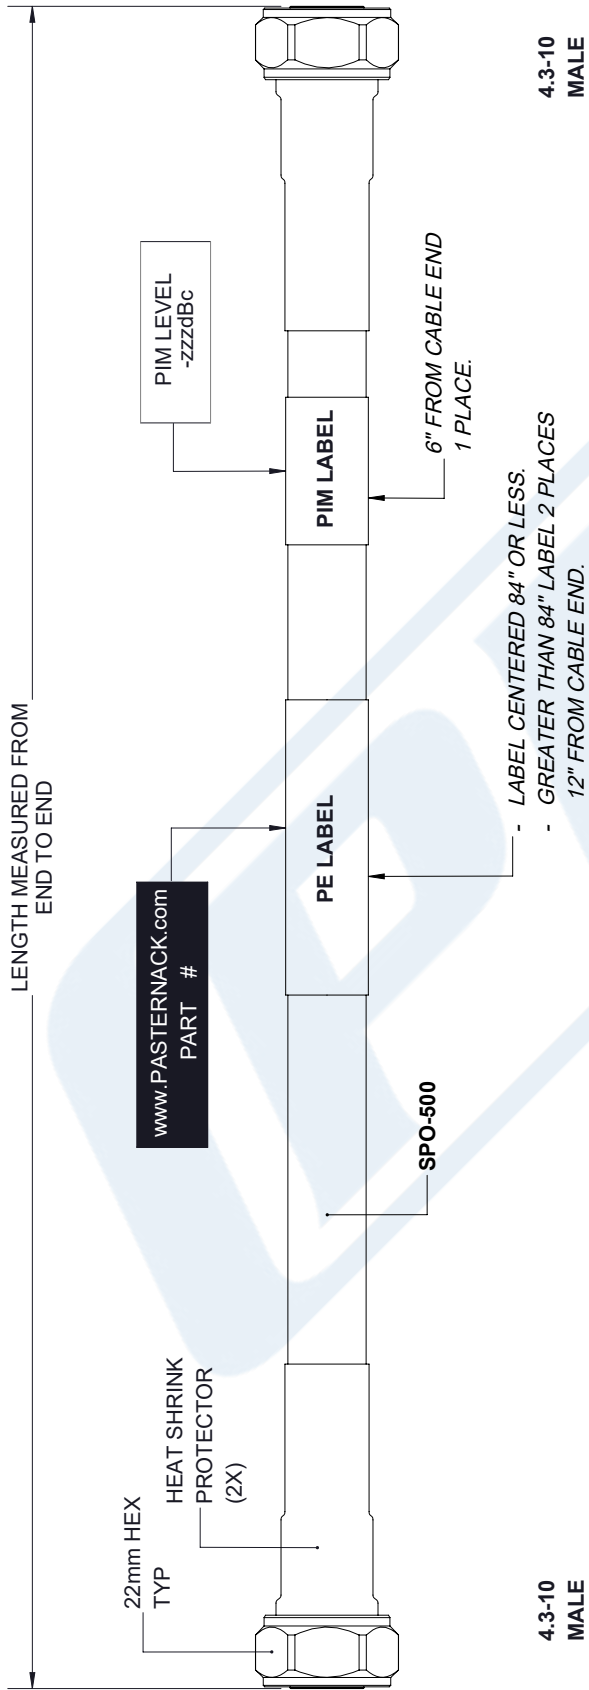 LENGTH MEASURED FROM
END TO END
22mm HEX
TYP
HEAT SHRINK
PROTECTOR
(2X)
www.PASTERNACK.com
PART #
PIM LEVEL
-zzzdBc
PE LABEL
PIM LABEL
SPO-500
6" FROM CABLE END
1 PLACE.
- LABEL CENTERED 84" OR LESS.
- GREATER THAN 84" LABEL 2 PLACES
12" FROM CABLE END.
4.3-10
MALE
4.3-10
MALE